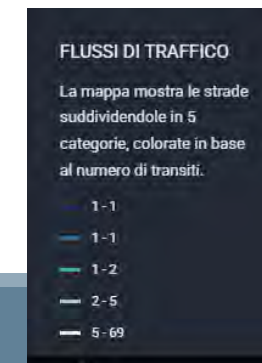 FLUSSI DI TRAFFICO
La mappa mostra le strade
suddividendole in 5
categorie, colorate in base
al numero di transiti.
1 - 1
1 - 1
1 - 2
2 - 5
5 - 69